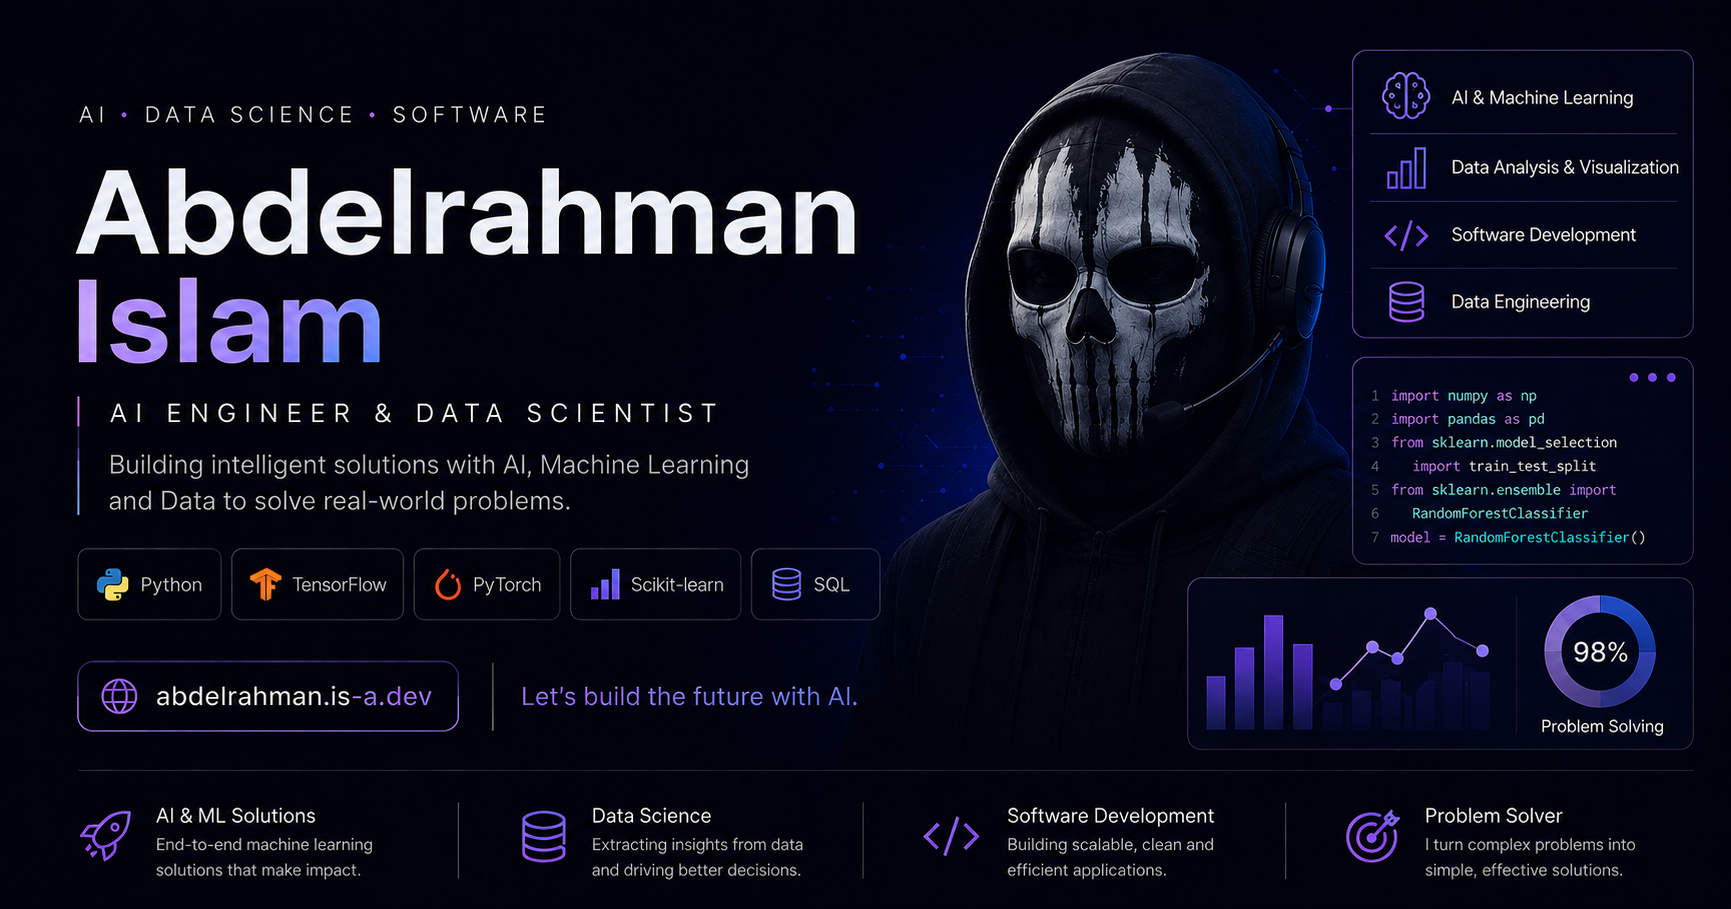 AI • DATA SCIENCE • SOFTWARE
Abdelrahman
Islam
AI ENGINEER & DATA SCIENTIST
Building intelligent solutions with AI, Machine Learning
and Data to solve real-world problems.
Python
TensorFlow
PyTorch
Scikit-learn
SQL
abdelrahman.is-a.dev
Let's build the future with AI.
AI & Machine Learning
Data Analysis & Visualization
Software Development
Data Engineering
1 import numpy as np
2 import pandas as pd
3 from sklearn.model_selection
4 import train_test_split
5 from sklearn.ensemble import
6 RandomForestClassifier
7 model = RandomForestClassifier()
98%
Problem Solving
AI & ML Solutions
End-to-end machine learning
solutions that make impact.
Data Science
Extracting insights from data
and driving better decisions.
Software Development
Building scalable, clean and
efficient applications.
Problem Solver
I turn complex problems into
simple, effective solutions.